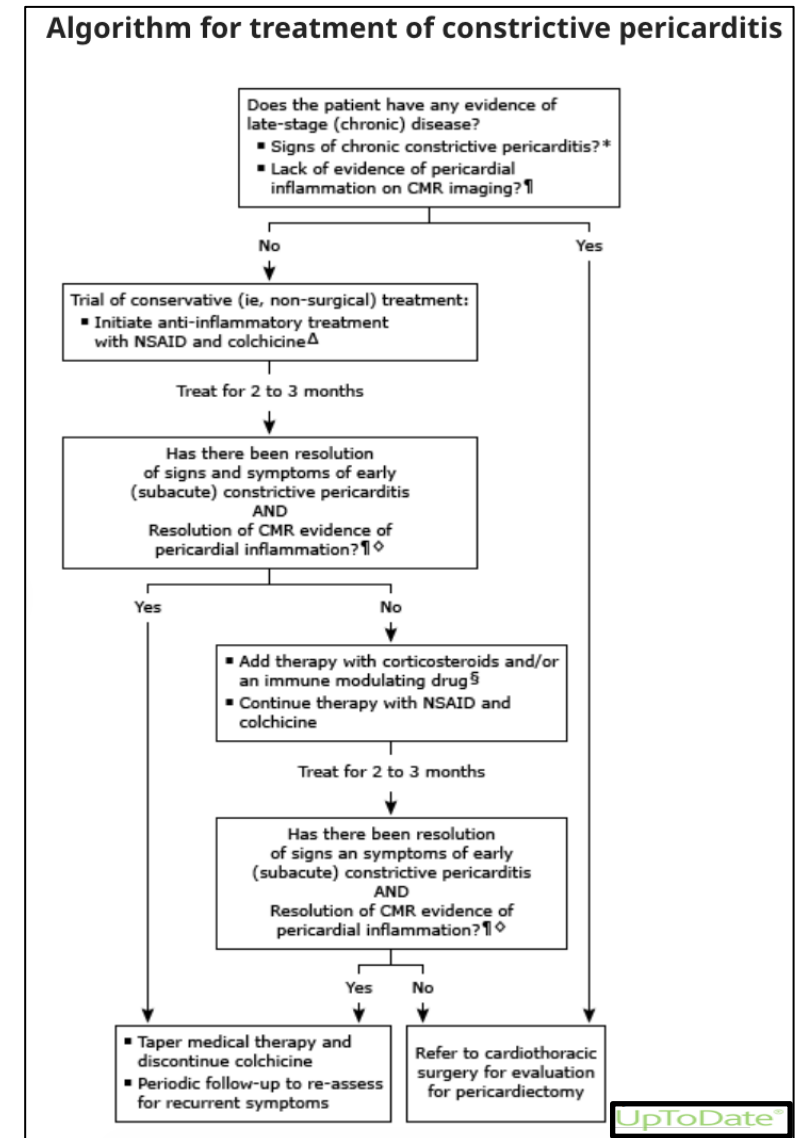 Algorithm for treatment of constrictive pericarditis
Does the patient have any evidence of
late-stage (chronic) disease?
▪ Signs of chronic constrictive pericarditis?*
▪ Lack of evidence of pericardial
inflammation on CMR imaging?¶
No
Yes
Trial of conservative (ie, non-surgical) treatment:
▪ Initiate anti-inflammatory treatment
with NSAID and colchicineΔ
Treat for 2 to 3 months
Has there been resolution
of signs and symptoms of early
(subacute) constrictive pericarditis
AND
Resolution of CMR evidence of
pericardial inflammation?¶◇
Yes
No
▪ Add therapy with corticosteroids and/or
an immune modulating drug§
▪ Continue therapy with NSAID and
colchicine
Treat for 2 to 3 months
Has there been resolution
of signs an symptoms of early
(subacute) constrictive pericarditis
AND
Resolution of CMR evidence of
pericardial inflammation?¶◇
Yes
No
▪ Taper medical therapy and
discontinue colchicine
▪ Periodic follow-up to re-assess
for recurrent symptoms
Refer to cardiothoracic
surgery for evaluation
for pericardiectomy
UpToDate®